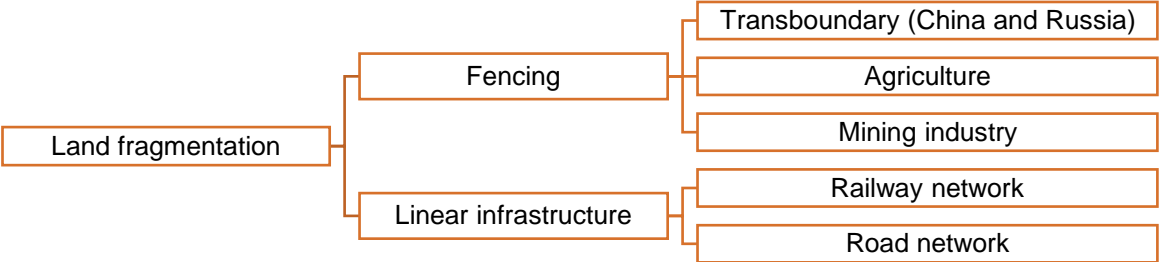 Land fragmentation
Fencing
Transboundary (China and Russia)
Agriculture
Mining industry
Linear infrastructure
Railway network
Road network